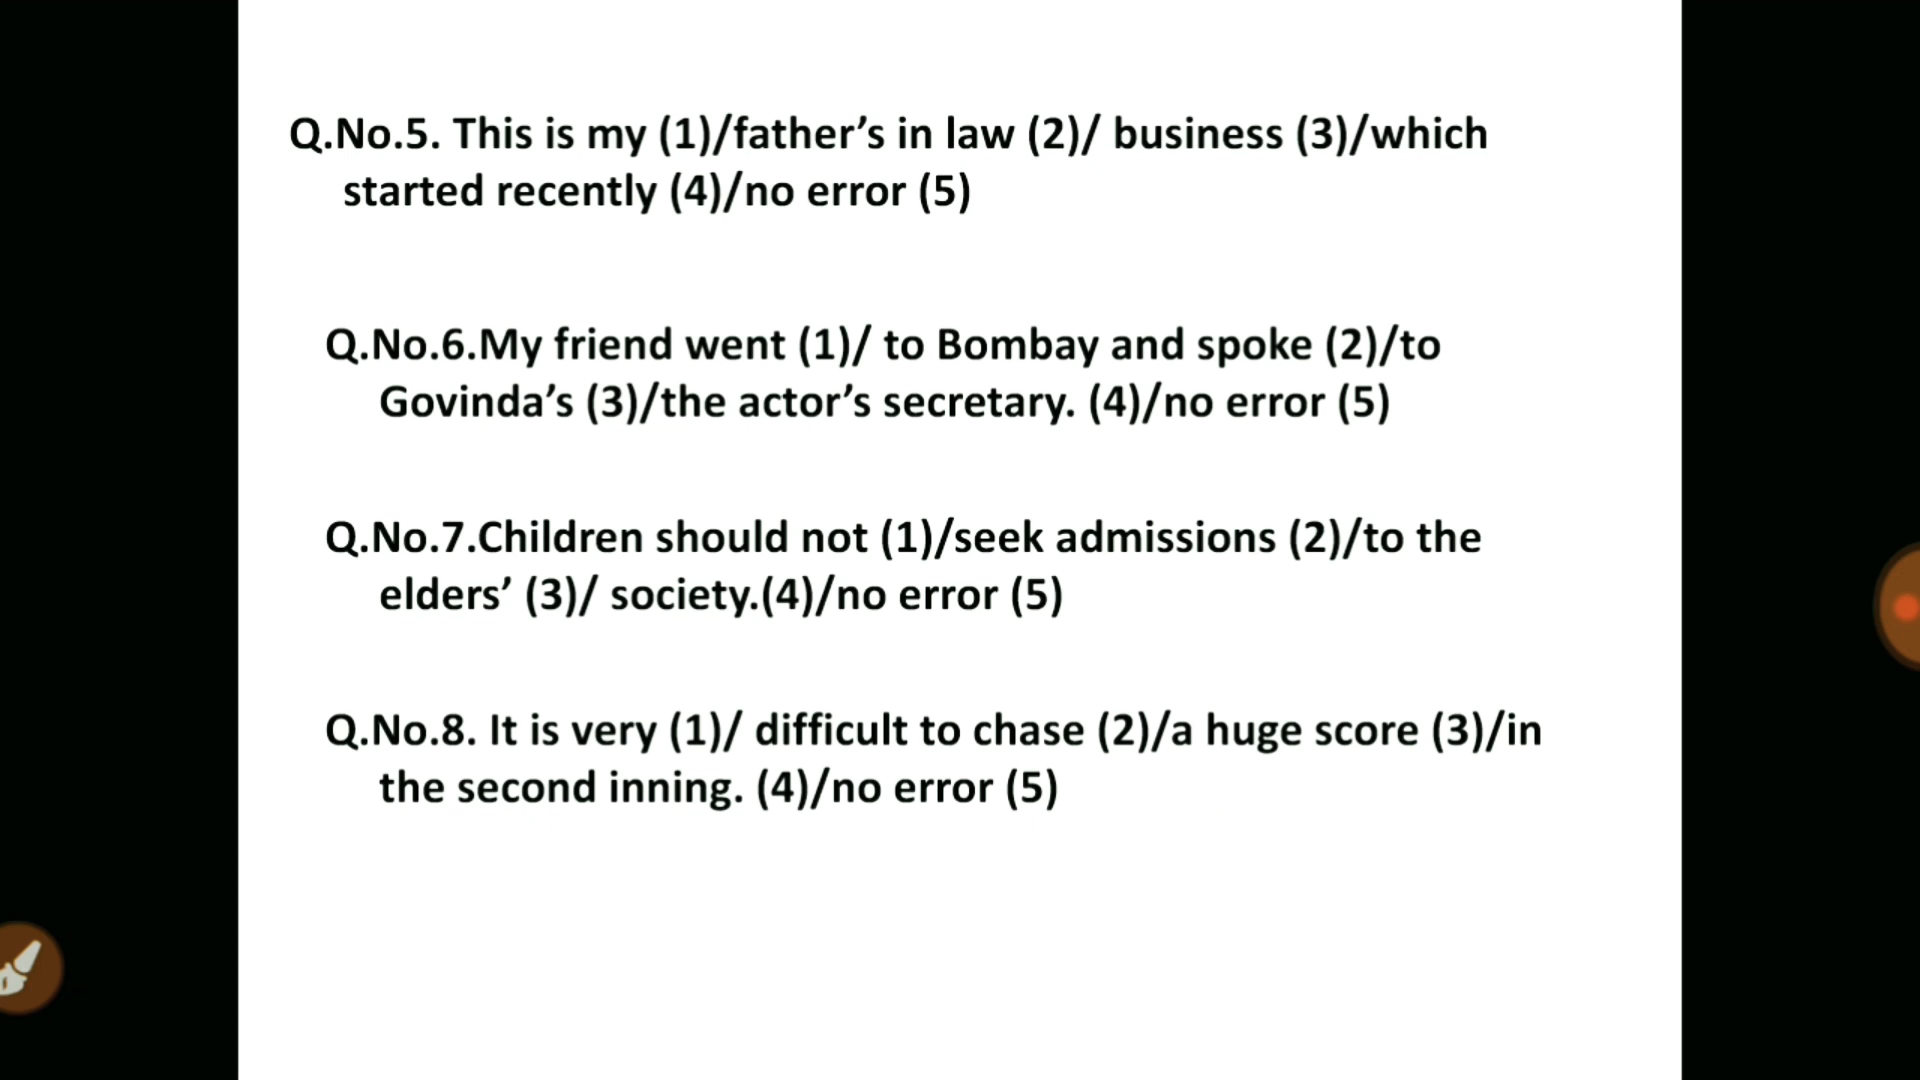 Q.No.5. This is my (1)/father’s in law (2)/ business (3)/which
started recently (4)/no error (5)
Q.No.6.My friend went (1)/ to Bombay and spoke (2)/to
Govinda’s (3)/the actor’s secretary. (4)/no error (5)
Q.No.7.Children should not (1)/seek admissions (2)/to the
elders’ (3)/ society.(4)/no error (5)
Q.No.8. It is very (1)/ difficult to chase (2)/a huge score (3)/in
the second inning. (4)/no error (5)